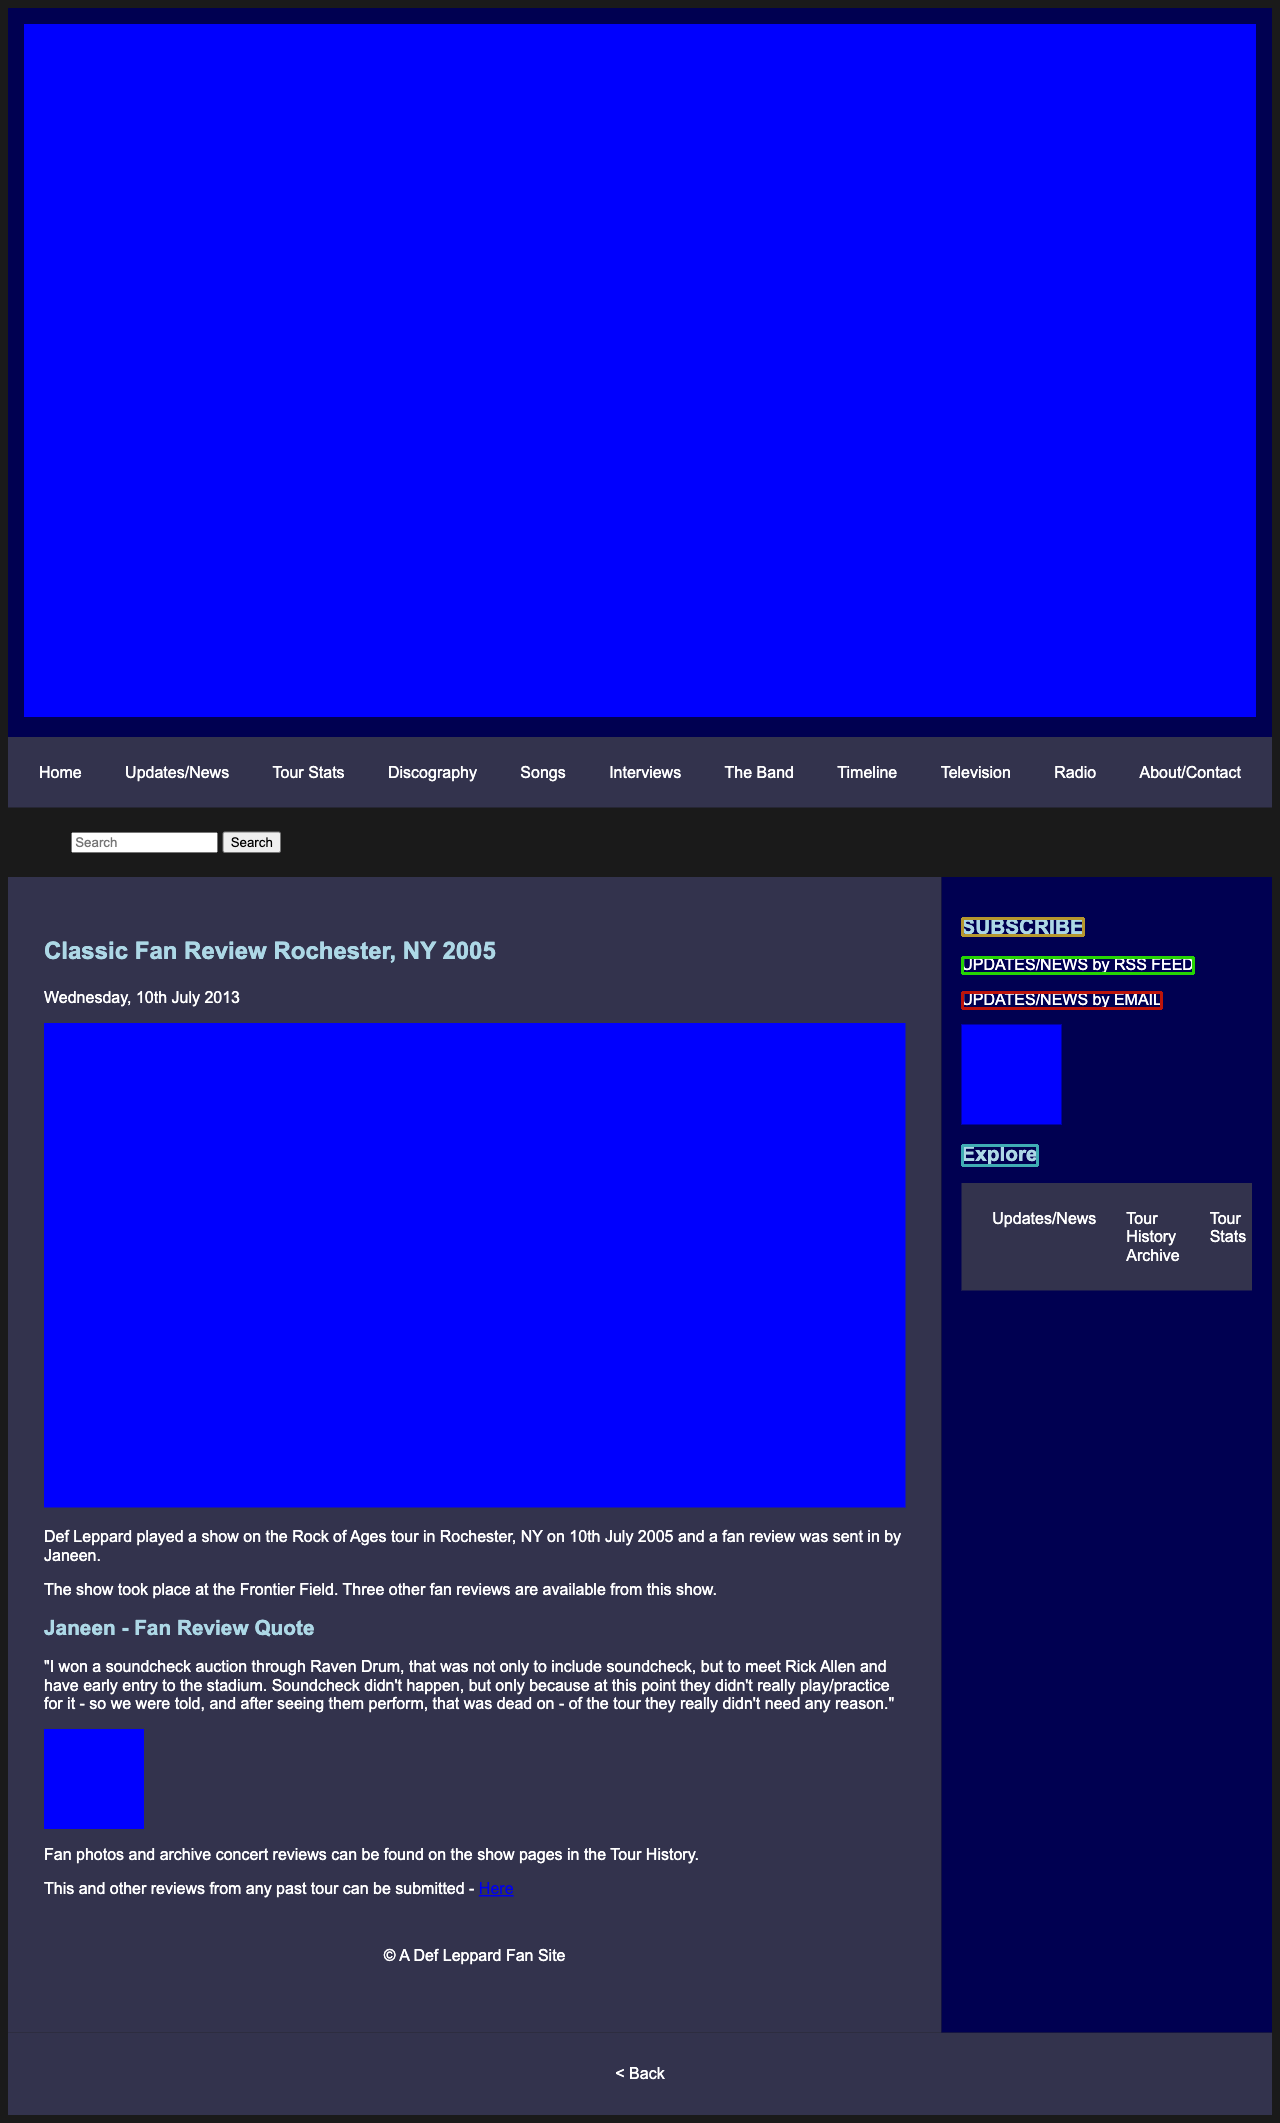 Home Updates/News Tour Stats Discography Songs Interviews The Band Timeline Television Radio About/Contact
Search Search
Classic Fan Review Rochester, NY 2005
Wednesday, 10th July 2013
Def Leppard played a show on the Rock of Ages tour in Rochester, NY on 10th July 2005 and a fan review was sent in by
Janeen.
The show took place at the Frontier Field. Three other fan reviews are available from this show.
Janeen - Fan Review Quote
"I won a soundcheck auction through Raven Drum, that was not only to include soundcheck, but to meet Rick Allen and
have early entry to the stadium. Soundcheck didn't happen, but only because at this point they didn't really play/practice
for it - so we were told, and after seeing them perform, that was dead on - of the tour they really didn't need any reason."
Fan photos and archive concert reviews can be found on the show pages in the Tour History.
This and other reviews from any past tour can be submitted - Here
© A Def Leppard Fan Site
SUBSCRIBE
UPDATES/NEWS by RSS FEED
UPDATES/NEWS by EMAIL
Explore
Updates/News
Tour
History
Archive
Tour
Stats
< Back